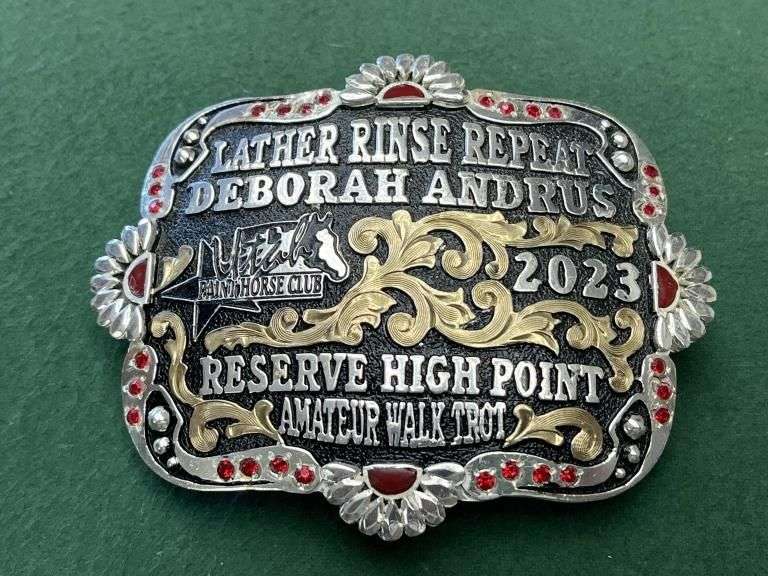 LATHER RINSE REPEAT
DEBORAH ANDRUS
Utah
PAINT HORSE CLUB
2023
RESERVE HIGH POINT
AMATEUR WALK TROT